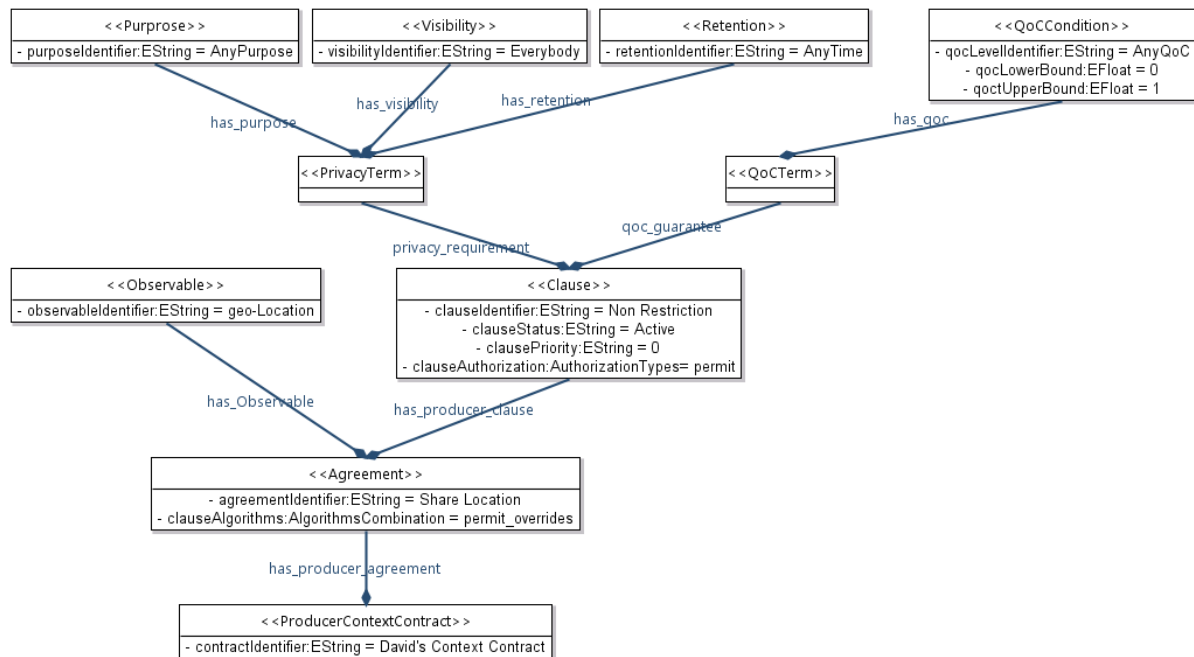 <<Purprose>>
- purposeIdentifier:EString = AnyPurpose
<<Visibility>>
- visibilityIdentifier:EString = Everybody
<<Retention>>
- retentionIdentifier:EString = AnyTime
<<QoCCondition>>
- qocLevelIdentifier:EString = AnyQoC
- qocLowerBound:EFloat = 0
- qoctUpperBound:EFloat = 1
has_purpose
has_visibility
has_retention
has_qoc
<<PrivacyTerm>>
<<QoCTerm>>
privacy_requirement
qoc_guarantee
<<Observable>>
- observableIdentifier:EString = geo-Location
<<Clause>>
- clauseIdentifier:EString = Non Restriction
- clauseStatus:EString = Active
- clausePriority:EString = 0
- clauseAuthorization:AuthorizationTypes= permit
has_Observable
has_producer_clause
<<Agreement>>
- agreementIdentifier:EString = Share Location
- clauseAlgorithms:AlgorithmsCombination = permit_overrides
has_producer_agreement
<<ProducerContextContract>>
- contractIdentifier:EString = David's Context Contract